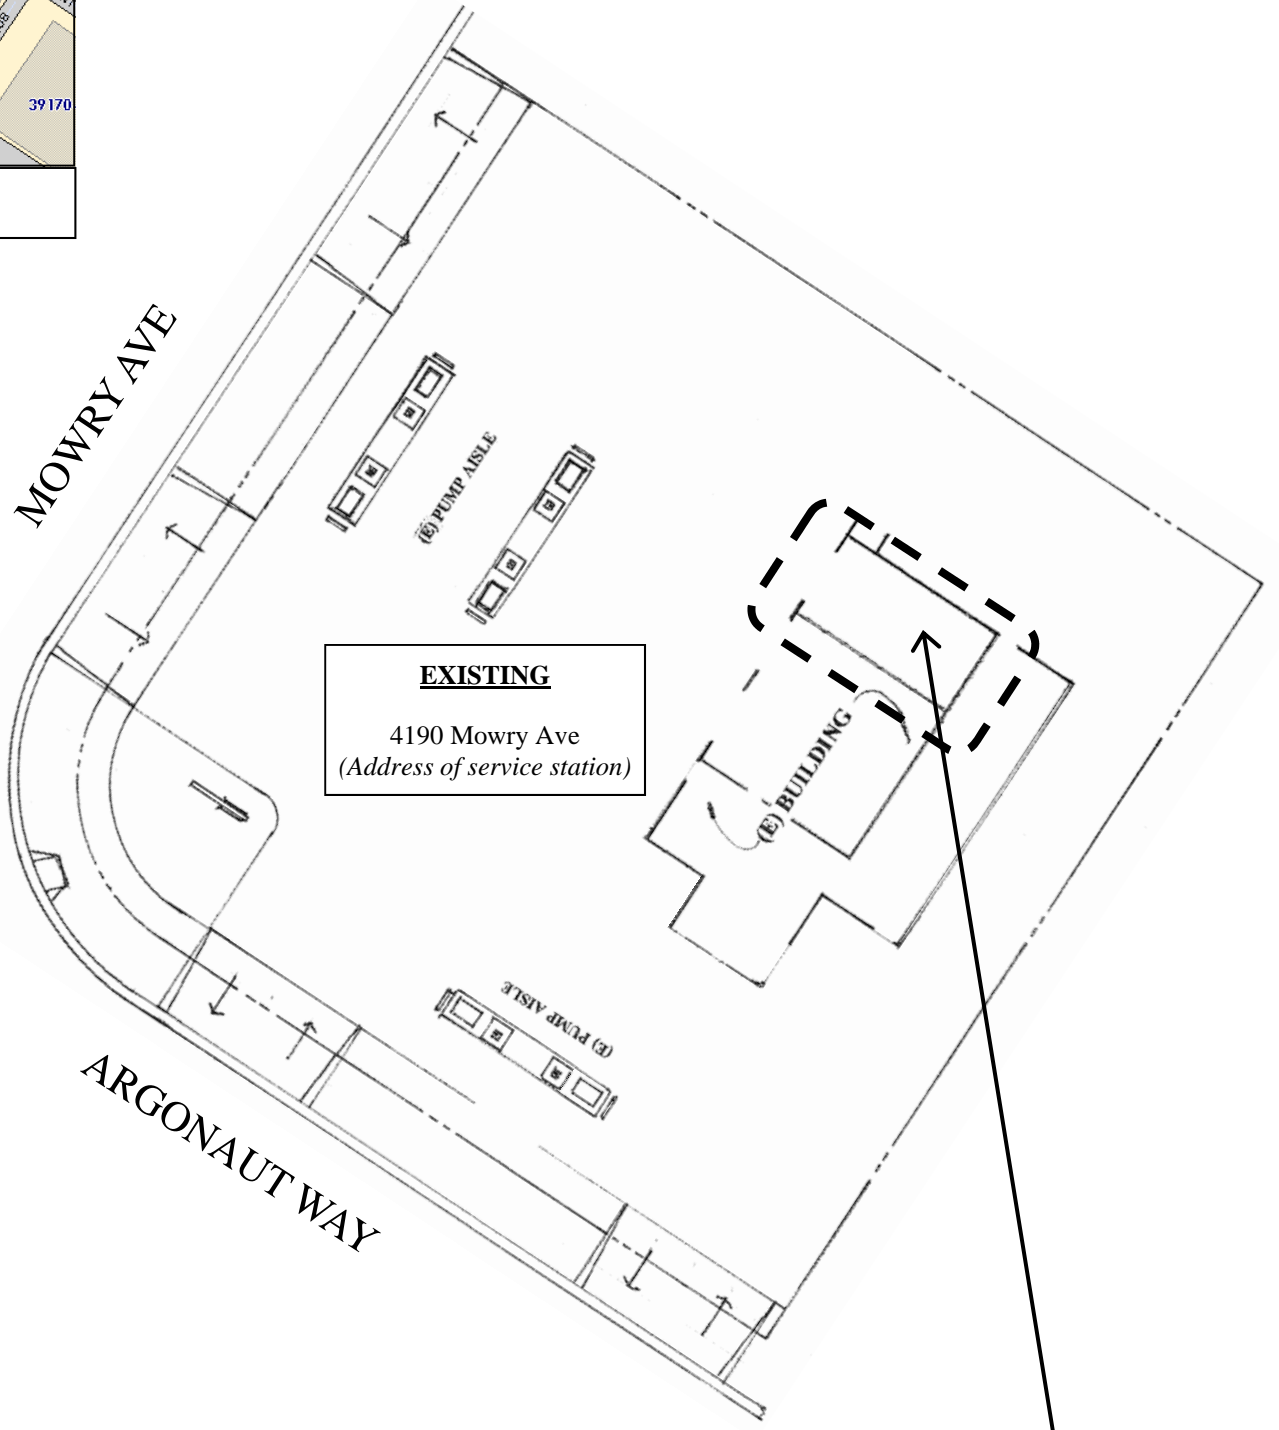 39170
MOWRY AVE
(E) PUMP AISLE
EXISTING
4190 Mowry Ave
(Address of service station)
(E) BUILDING
(E) PUMP AISLE
ARGONAUT WAY